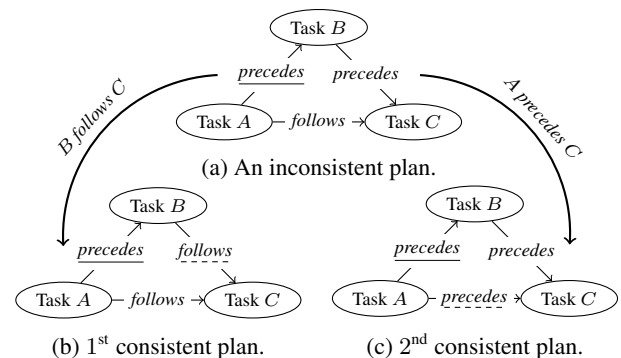 Task B
precedes precedes
Task A follows Task C
(a) An inconsistent plan.
B follows C
A precedes C
Task B
precedes follows
Task A follows Task C
(b) 1st consistent plan.
Task B
precedes precedes
Task A precedes Task C
(c) 2nd consistent plan.